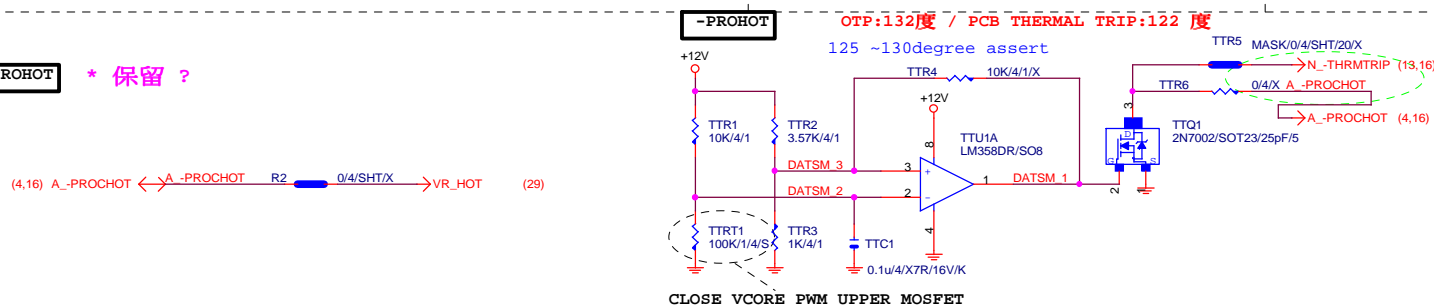 -PROHOT
OTP:132度 / PCB THERMAL TRIP:122 度
125 ~130degree assert
ROHOT
* 保留 ?
+12V
TTR4
10K/4/1/X
+12V
TTR5
MASK/0/4/SHT/20/X
N_-THRMTRIP (13,16)
TTR6
0/4/X
A_-PROCHOT
A_-PROCHOT (4,16)
TTR1
10K/4/1
TTR2
3.57K/4/1
TTU1A
LM358DR/SO8
8
3
TTQ1
2N7002/SOT23/25pF/5
D
G
S
DATSM_3
3
+
DATSM_2
2
-
1
DATSM_1
2
1
4
(4,16) A_-PROCHOT
A_-PROCHOT
R2
0/4/SHT/X
VR_HOT
(29)
TTRT1
100K/1/4/S
TTR3
1K/4/1
TTC1
0.1u/4/X7R/16V/K
CLOSE VCORE PWM UPPER MOSFET